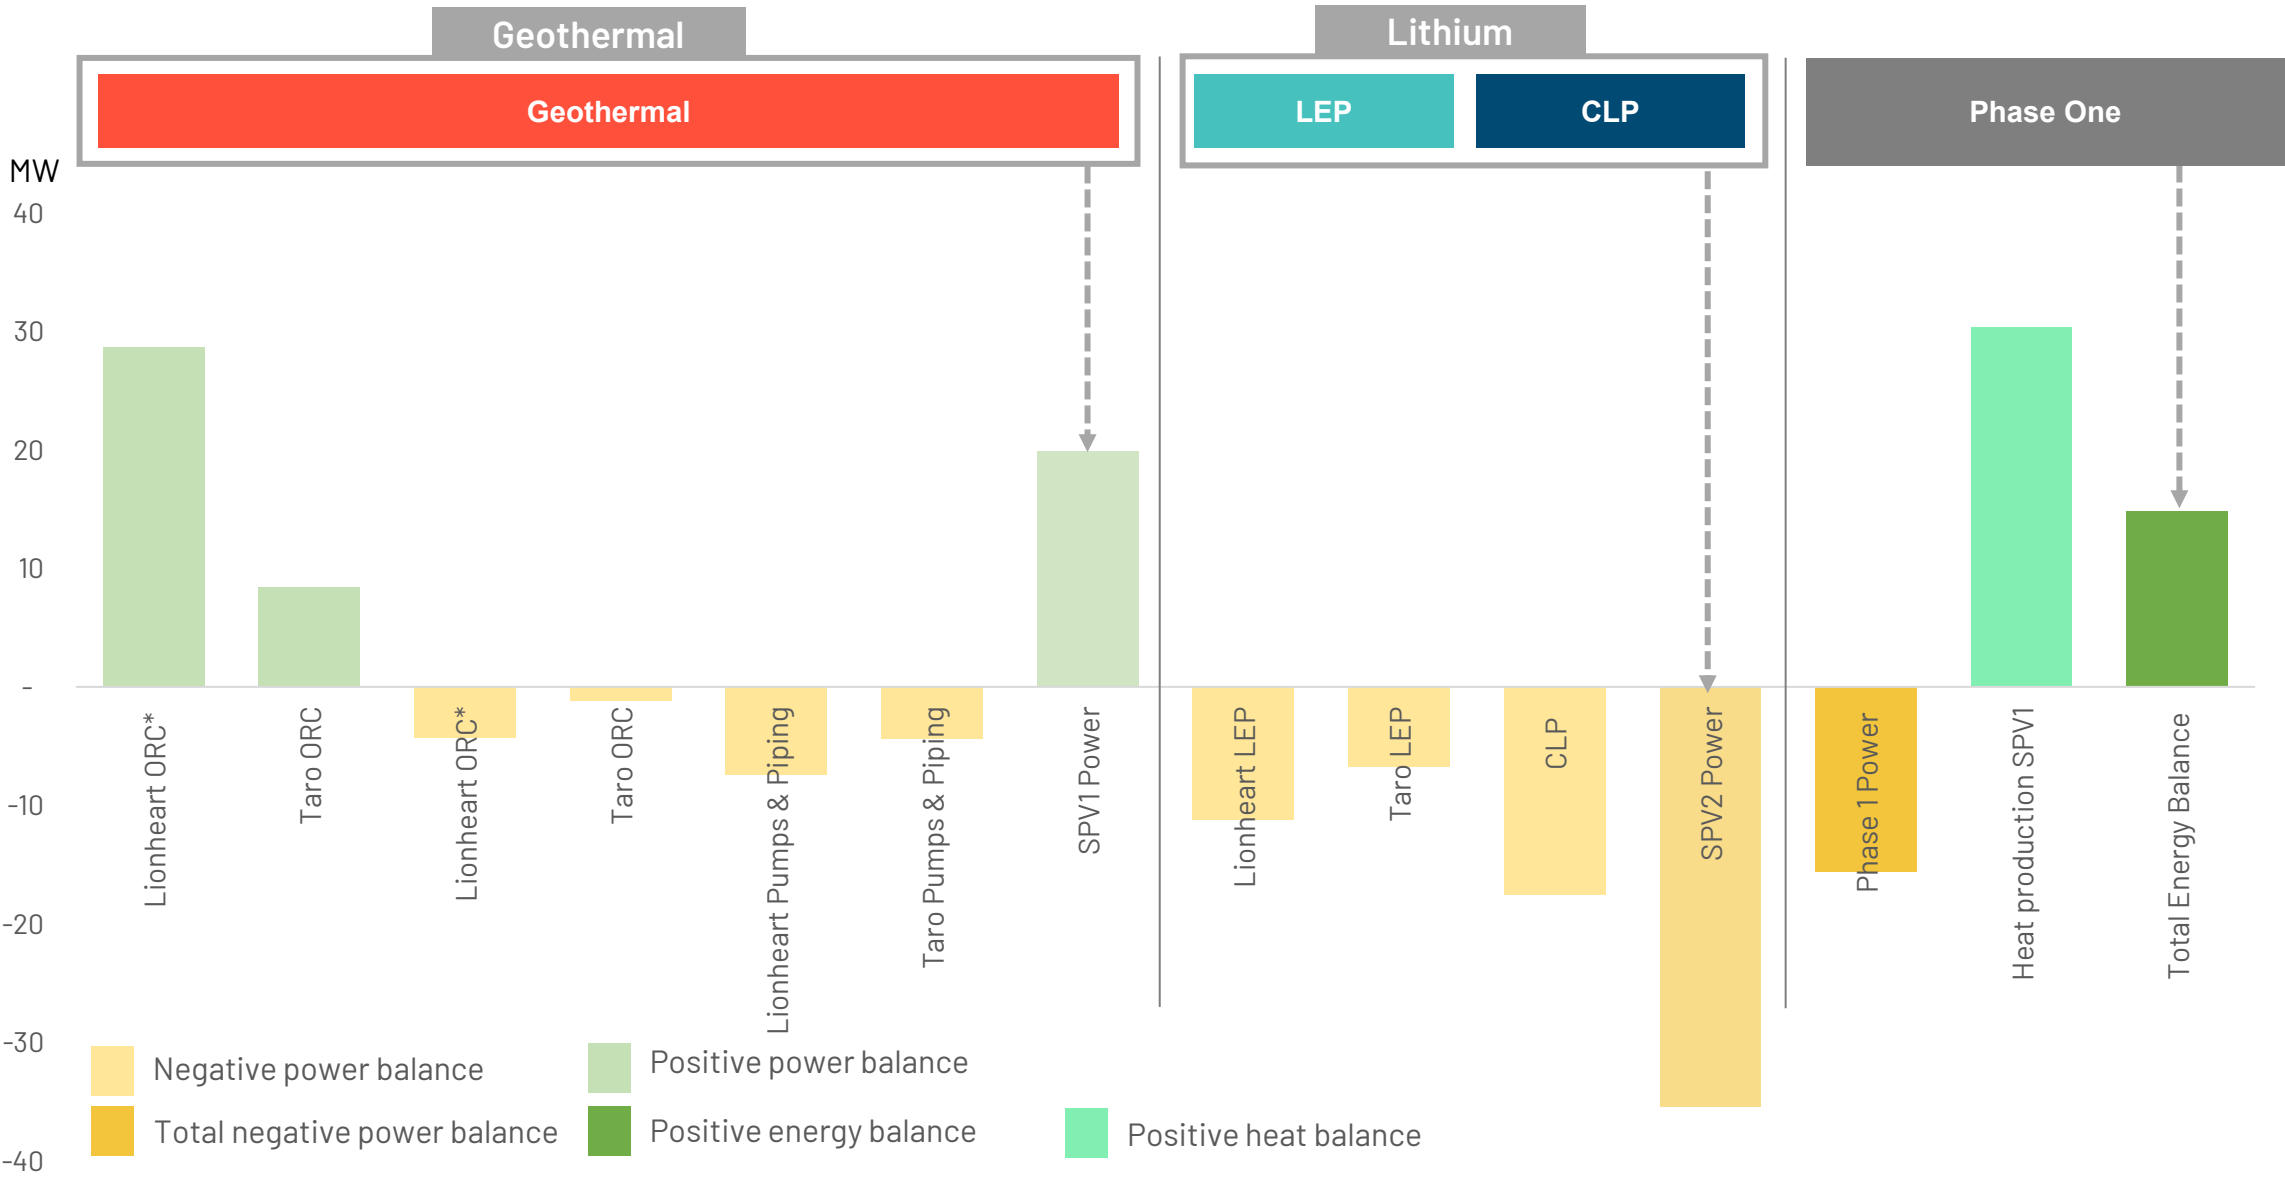 Geothermal
Lithium
Geothermal
LEP
CLP
Phase One
MW
40
30
20
10
-
-10
-20
-30
-40
Lionheart ORC*
Taro ORC
Lionheart ORC*
Taro ORC
Lionheart Pumps & Piping
Taro Pumps & Piping
SPV1 Power
Lionheart LEP
Taro LEP
CLP
SPV2 Power
Phase 1 Power
Heat production SPV1
Total Energy Balance
Negative power balance
Positive power balance
Total negative power balance
Positive energy balance
Positive heat balance